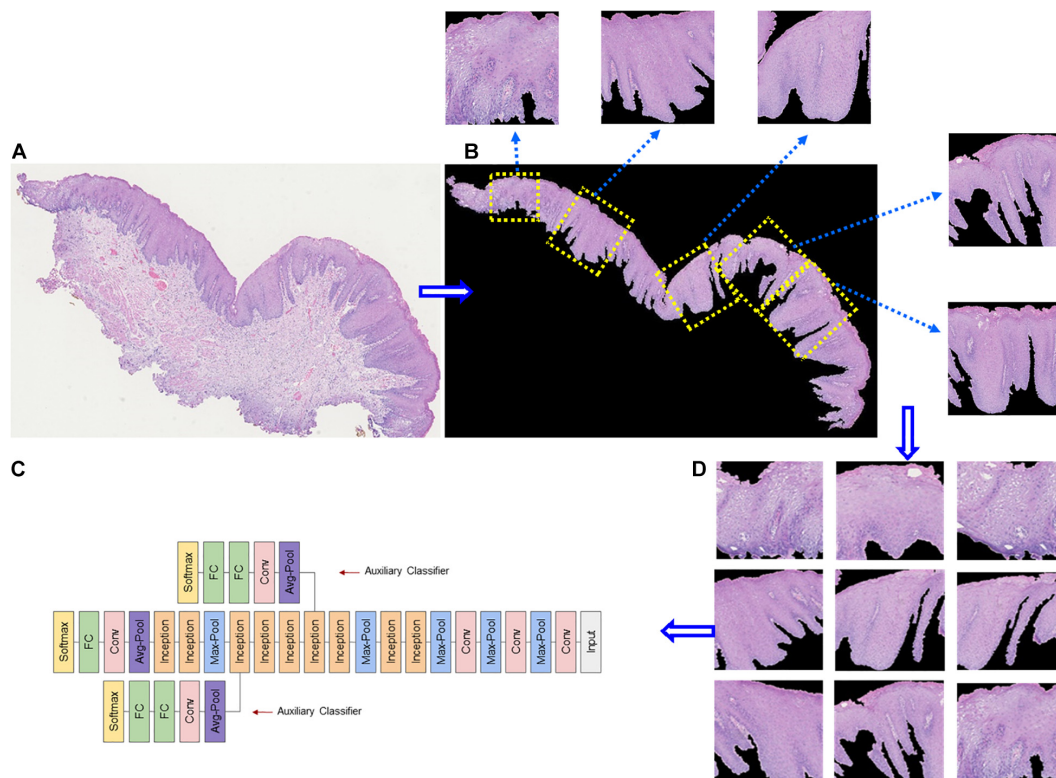 A
B
C
D
Softmax
FC
FC
Conv
Avg-Pool
Auxiliary Classifier
Softmax
FC
Conv
Avg-Pool
Inception
Inception
Max-Pool
Inception
Inception
Inception
Inception
Inception
Max-Pool
Inception
Inception
Max-Pool
Conv
Max-Pool
Conv
Max-Pool
Conv
Input
Softmax
FC
FC
Conv
Avg-Pool
Auxiliary Classifier